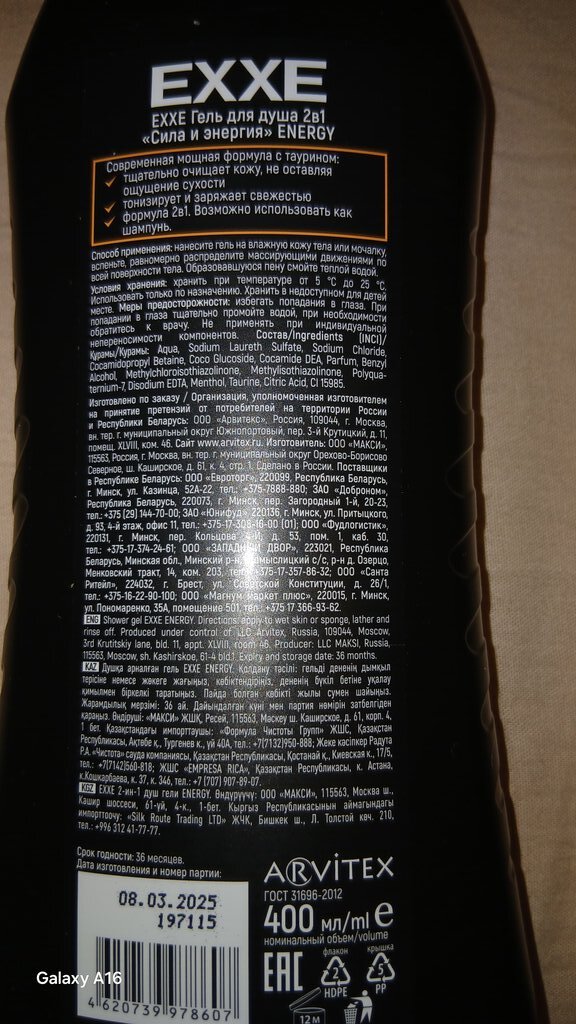 EXXE
EXXE Гель для душа 2в1
«Сила и энергия» ENERGY
Современная мощная формула с таурином:
тщательно очищает кожу, не оставляя
ощущение сухости
тонизирует и заряжает свежестью
формула 2в1. Возможно использовать как
шампунь.
Способ применения: нанесите гель на влажную кожу тела или мочалку,
вспеньте, равномерно распределите массирующими движениями по
всей поверхности тела. Образовавшуюся пену смойте теплой водой.
Условия хранения: хранить при температуре от 5 °С до 25 °С.
Использовать только по назначению. Хранить в недоступном для детей
месте. Меры предосторожности: избегать попадания в глаза. При
попадании в глаза тщательно промойте водой, при необходимости
обратитесь к врачу. Не применять при индивидуальной
непереносимости компонентов. Состав/Ingredients (INCI)/
Құрамы/Курамы: Aqua, Sodium Laureth Sulfate, Sodium Chloride,
Cocamidopropyl Betaine, Coco Glucoside, Cocamide DEA, Parfum, Benzyl
Alcohol, Methylchloroisothiazolinone, Methylisothiazolinone, Polyqua-
ternium-7, Disodium EDTA, Menthol, Taurine, Citric Acid, CI 15985.
Изготовлено по заказу / Организация, уполномоченная изготовителем
на принятие претензий от потребителей на территории России
и Республики Беларусь: ООО «Арвитекс», Россия, 109044, г. Москва,
вн. тер. г. муниципальный округ Южнопортовый, пер. 3-й Крутицкий, д. 11,
помещ. XLVIII, ком. 46. Сайт www.arvitex.ru. Изготовитель: ООО «МАКСИ»,
115563, Россия, г. Москва, вн. тер. г. муниципальный округ Орехово-Борисово
Северное, ш. Каширское, д. 61, к. 4, стр. 1. Сделано в России. Поставщики
в Республике Беларусь: ООО «Евроторг», 220099, Республика Беларусь,
г. Минск, ул. Казинца, 52А-22, тел.: +375-7888-880; ЗАО «Доброном»,
Республика Беларусь, 220073, г. Минск, пер. Загородный 1-й, 20-23,
тел.:+375 (29) 144-70-00; ЗАО «Юнифуд» 220136, г. Минск, ул. Притыцкого,
д. 93, 4-й этаж, офис 11, тел.: +375-17-308-16-00 (01); ООО «Фудлогистик»,
220131, г. Минск, пер. Кольцова 4-й, д. 53, пом. 1, каб. 30,
тел.: +375-17-374-24-61; ООО «ЗАПАДНЫЙ ДВОР», 223021, Республика
Беларусь, Минская обл., Минский р-н, Щомыслицкий с/с, р-н д. Озерцо,
Менковский тракт, 14, ком. 203, тел. +375-17-357-86-32; ООО «Санта
Ритейл», 224032, г. Брест ул. Советской Конституции, д. 26/1,
тел.: +375-16-22-90-100; ООО «Магнум маркет плюс», 220015, г. Минск,
ул. Пономаренко, 35А, помещение 501, тел.: +375 17 366-93-62.
ENG Shower gel EXXE ENERGY. Directions: apply to wet skin or sponge, lather and
rinse off. Produced under control of: LLC Arvitex, Russia, 109044, Moscow,
3rd Krutitskiy lane, bld. 11, appt. XLVIII, room 46. Producer: LLC MAKSI, Russia,
115563, Moscow, sh. Kashirskoe, 61-4 bld.1. Expiry and storage date: 36 months.
KAZ Душқа арналған гель EXXE ENERGY. Қолдану тәсілі: гельді дененің дымқыл
терісіне немесе жөкеге жағыңыз, көбіктендіріңіз, дененің бүкіл бетіне уқалау
қимылмен біркелкі таратыңыз. Пайда болған көбікті жылы сумен шайыңыз.
Жарамдылық мерзімі: 36 ай. Дайындалған күні мен партия нөмірін затбелгіден
қараңыз. Өндіруші: «МАКСИ» ЖШҚ, Ресей, 115563, Маскеу ш. Каширское, д. 61, корп. 4,
1 бет. Қазақстандағы импорттаушы: «Формула Чистоты Групп» ЖШС, Қазақстан
Республикасы, Ақтөбе қ., Тургенев к., үй 40А, тел.: +7(7132)950-888; Жеке кәсіпкер Радута
Р.А. «Чистота» сауда компаниясы, Қазақстан Республикасы, Қостанай қ., Киевская к., 17/5,
тел.: +7(7142)560-818; ЖШС «EMPRESA RICA», Қазақстан Республикасы, к. Астана,
к.Кошкарбаева, к. 37, к. 346, тел.: +7 (707) 907-89-07.
KGZ EXXE 2-ин-1 душ гели ENERGY. Өндүрүүчү: ООО «МАКСИ», 115563, Москва ш.,
Кашир шоссеси, 61-үй, 4-к., 1-бет. Кыргыз Республикасынын аймагындагы
импорттоочу: «Silk Route Trading LTD» ЖЧК, Бишкек ш., Л. Толстой көч. 210,
тел.: +996 312 41-77-77.
Срок годности: 36 месяцев.
Дата изготовления и номер партии:
08.03.2025
197115
4 620739 978607
ARVITEX
ГОСТ 31696-2012
400 мл/ml e
номинальный объем/volume
EAC
флакон
2
HDPE
крышка
5
PP
12 м
Galaxy A16